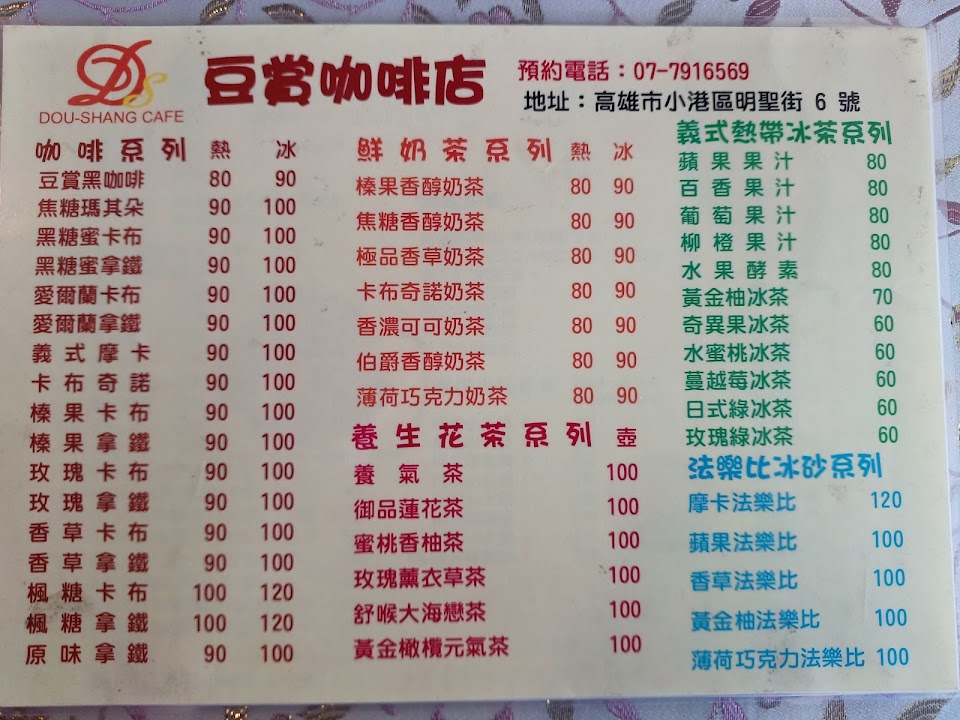 DS
豆賞咖啡店
DOU-SHANG CAFE
預約電話：07-7916569
地址：高雄市小港區明聖街 6 號
咖啡系列 熱 冰
豆賞黑咖啡 80 90
焦糖瑪其朵 90 100
黑糖蜜卡布 90 100
黑糖蜜拿鐵 90 100
愛爾蘭卡布 90 100
愛爾蘭拿鐵 90 100
義式摩卡 90 100
卡布奇諾 90 100
榛果卡布 90 100
榛果拿鐵 90 100
玫瑰卡布 90 100
玫瑰拿鐵 90 100
香草卡布 90 100
香草拿鐵 90 100
楓糖卡布 100 120
楓糖拿鐵 100 120
原味拿鐵 90 100
鮮奶茶系列 熱 冰
榛果香醇奶茶 80 90
焦糖香醇奶茶 80 90
極品香草奶茶 80 90
卡布奇諾奶茶 80 90
香濃可可奶茶 80 90
伯爵香醇奶茶 80 90
薄荷巧克力奶茶 80 90
養生花茶系列 壺
養氣茶 100
御品蓮花茶 100
蜜桃香柚茶 100
玫瑰薰衣草茶 100
舒喉大海戀茶 100
黃金橄欖元氣茶 100
義式熱帶冰茶系列
蘋果果汁 80
百香果汁 80
葡萄果汁 80
柳橙果汁 80
水果酵素 80
黃金柚冰茶 70
奇異果冰茶 60
水蜜桃冰茶 60
蔓越莓冰茶 60
日式綠冰茶 60
玫瑰綠冰茶 60
法樂比冰砂系列
摩卡法樂比 120
蘋果法樂比 100
香草法樂比 100
黃金柚法樂比 100
薄荷巧克力法樂比 100